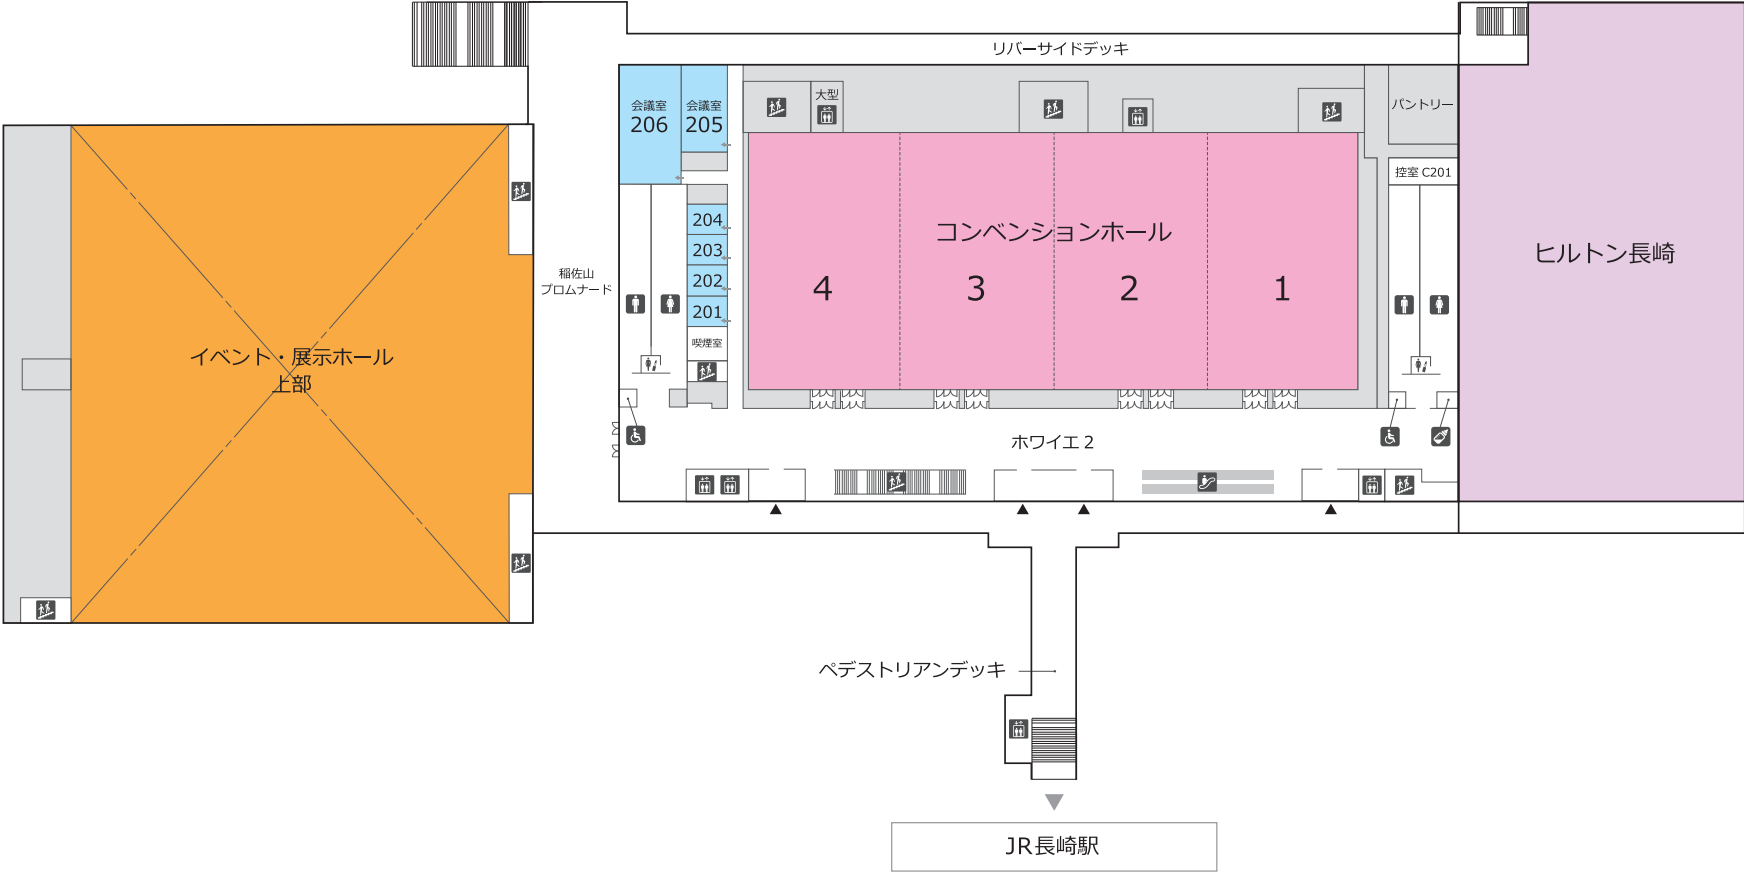 リバーサイドデッキ
会議室
206
会議室
205
大型
パントリー
控室 C201
204
203
202
201
喫煙室
コンベンションホール
4
3
2
1
ヒルトン長崎
稲佐山
プロムナード
イベント・展示ホール
上部
ホワイエ 2
ペデストリアンデッキ
JR長崎駅